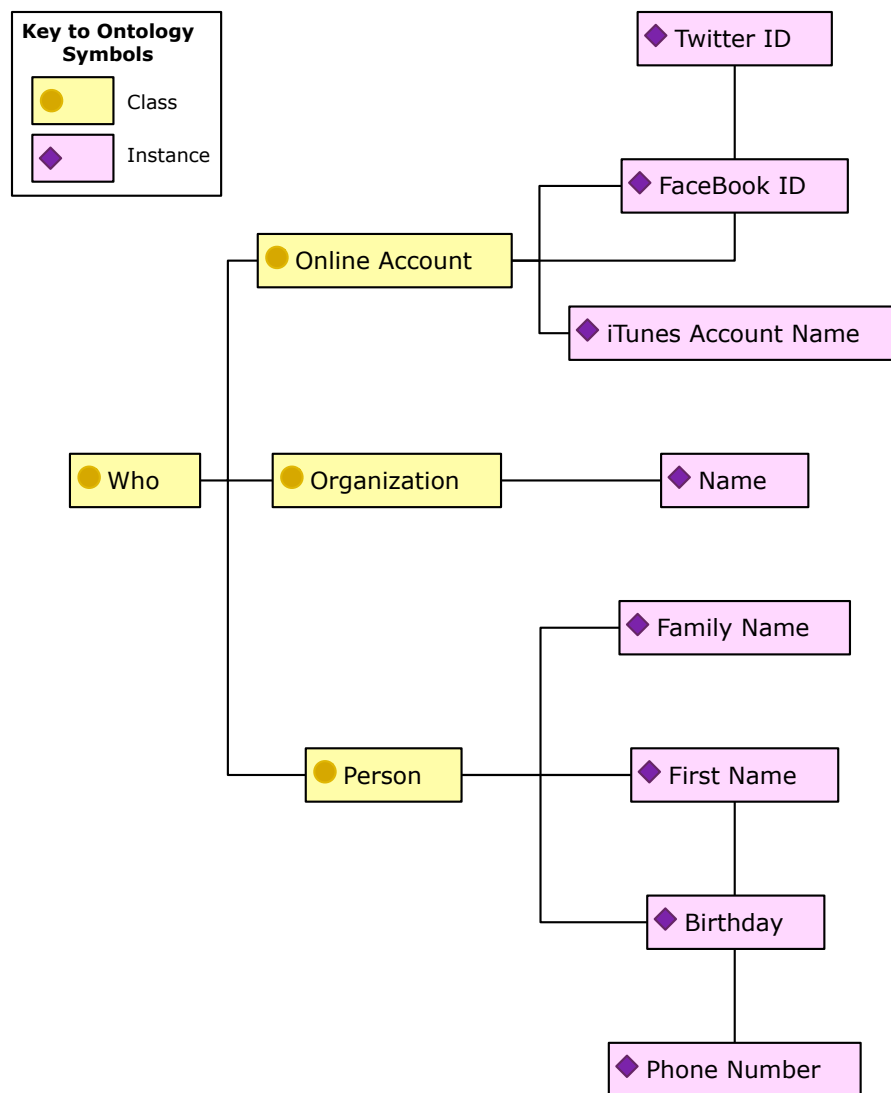 Key to Ontology
Symbols
Class
Instance
Twitter ID
FaceBook ID
Online Account
iTunes Account Name
Who
Organization
Name
Family Name
Person
First Name
Birthday
Phone Number